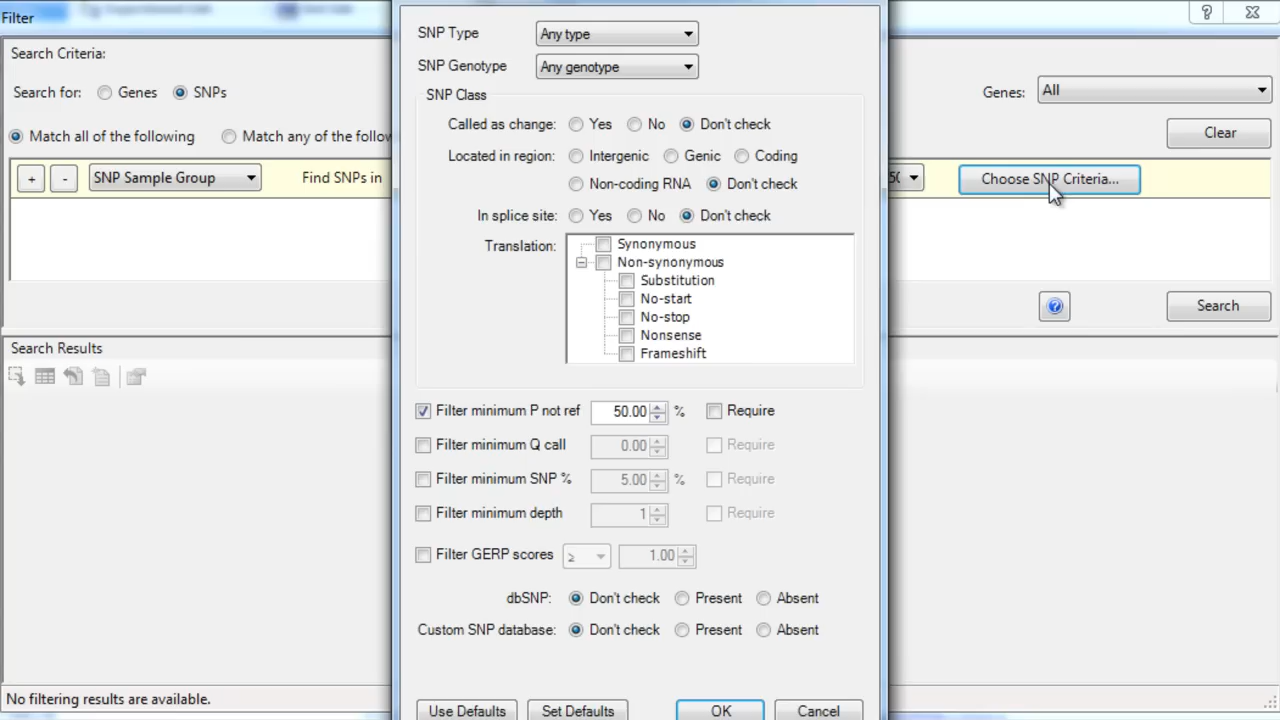 Filter
Search Criteria:
Search for: Genes SNPs
Genes: All
Match all of the following Match any of the follow
Clear
+ - SNP Sample Group Find SNPs in
Choose SNP Criteria...
Search
Search Results
No filtering results are available.
SNP Type Any type
SNP Genotype Any genotype
SNP Class
Called as change: Yes No Don't check
Located in region: Intergenic Genic Coding
Non-coding RNA Don't check
In splice site: Yes No Don't check
Translation: Synonymous
Non-synonymous
Substitution
No-start
No-stop
Nonsense
Frameshift
Filter minimum P not ref 50.00 % Require
Filter minimum Q call 0.00 Require
Filter minimum SNP % 5.00 % Require
Filter minimum depth 1 Require
Filter GERP scores ≥ 1.00
dbSNP: Don't check Present Absent
Custom SNP database: Don't check Present Absent
Use Defaults Set Defaults OK Cancel